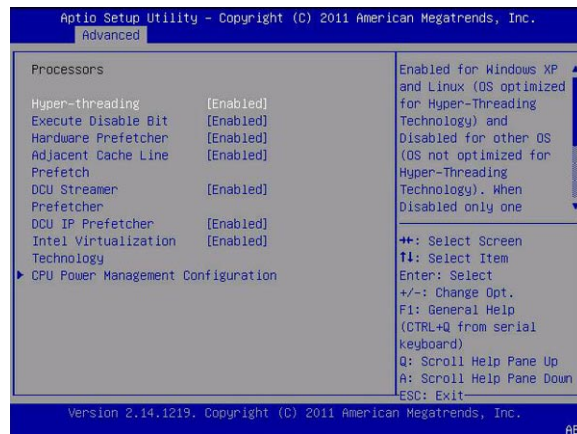 Aptio Setup Utility – Copyright (C) 2011 American Megatrends, Inc.
Advanced
Processors
Hyper-threading [Enabled]
Execute Disable Bit [Enabled]
Hardware Prefetcher [Enabled]
Adjacent Cache Line [Enabled]
Prefetch
DCU Streamer [Enabled]
Prefetcher
DCU IP Prefetcher [Enabled]
Intel Virtualization [Enabled]
Technology
CPU Power Management Configuration
Enabled for Windows XP
and Linux (OS optimized
for Hyper-Threading
Technology) and
Disabled for other OS
(OS not optimized for
Hyper-Threading
Technology). When
Disabled only one
→←: Select Screen
↑↓: Select Item
Enter: Select
+/-: Change Opt.
F1: General Help
(CTRL+Q from serial
keyboard)
Q: Scroll Help Pane Up
A: Scroll Help Pane Down
ESC: Exit
Version 2.14.1219. Copyright (C) 2011 American Megatrends, Inc.